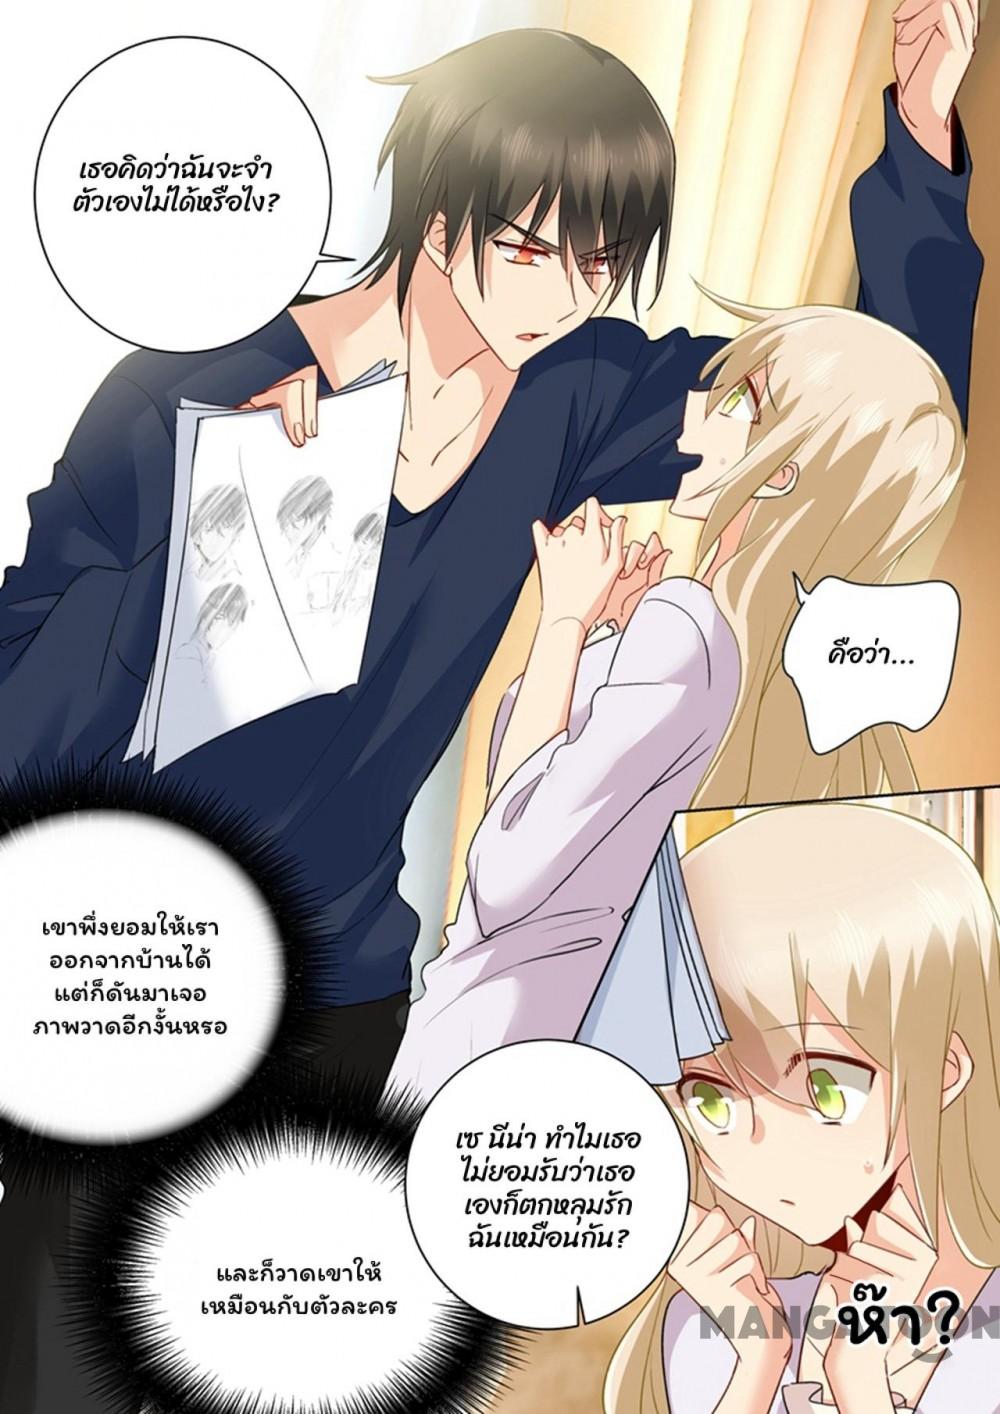 เธอคิดว่าฉันจะจำ
ตัวเองไม่ได้หรือไง?
คือว่า...
เขาพึ่งยอมให้เรา
ออกจากบ้านได้
แต่ก็ดันมาเจอ
ภาพวาดอีกงั้นหรอ
เซ นีน่า ทำไมเธอ
ไม่ยอมรับว่าเธอ
เองก็ตกหลุมรัก
ฉันเหมือนกัน?
และก็วาดเขาให้
เหมือนกับตัวละคร
ห๊า?
MANGATOON